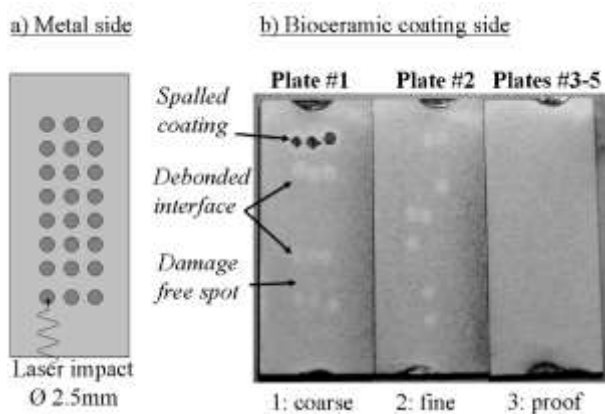 a) Metal side
b) Bioceramic coating side
Plate #1
Plate #2
Plates #3-5
Spalled
coating
Debonded
interface
Damage
free spot
Laser impact
Ø 2.5mm
1: coarse
2: fine
3: proof